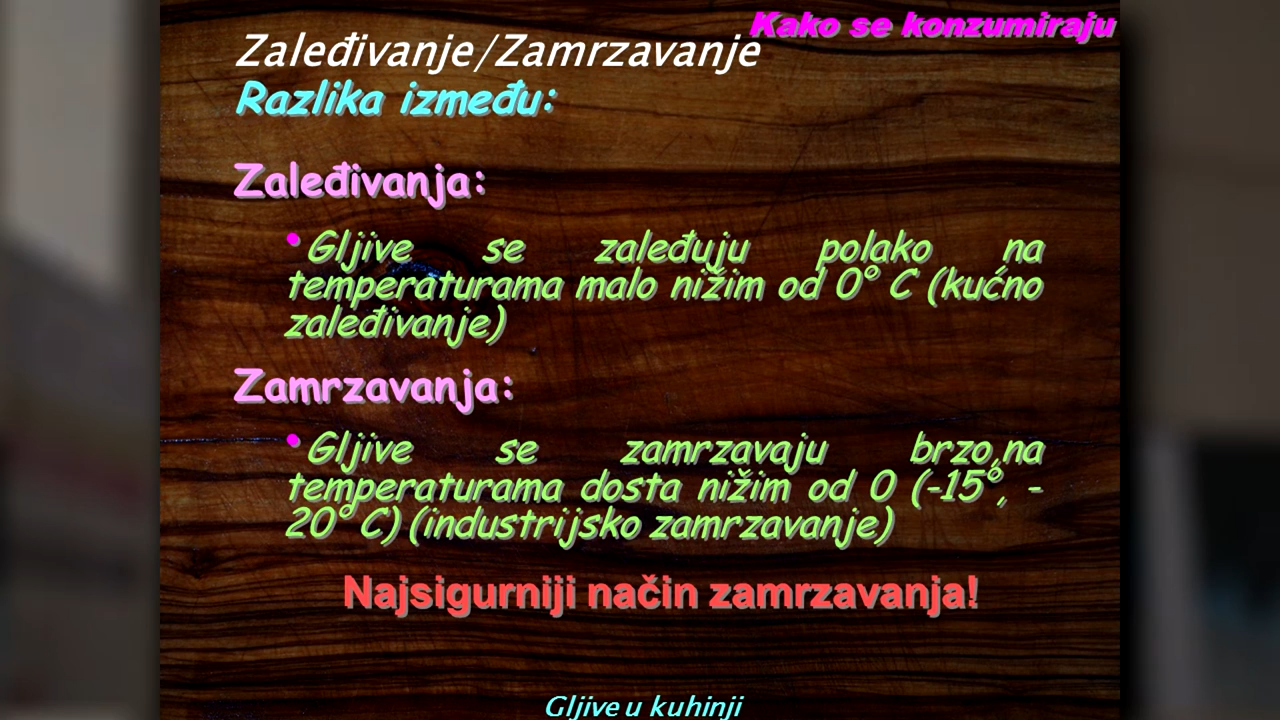 Kako se konzumiraju
Zaleđivanje/Zamrzavanje
Razlika između:
Zaleđivanja:
• Gljive se zaleđuju polako na
temperaturama malo nižim od 0° C (kućno
zaleđivanje)
Zamrzavanja:
• Gljive se zamrzavaju brzo,na
temperaturama dosta nižim od 0 (-15°, -
20° C) (industrijsko zamrzavanje)
Najsigurniji način zamrzavanja!
Gljive u kuhinji